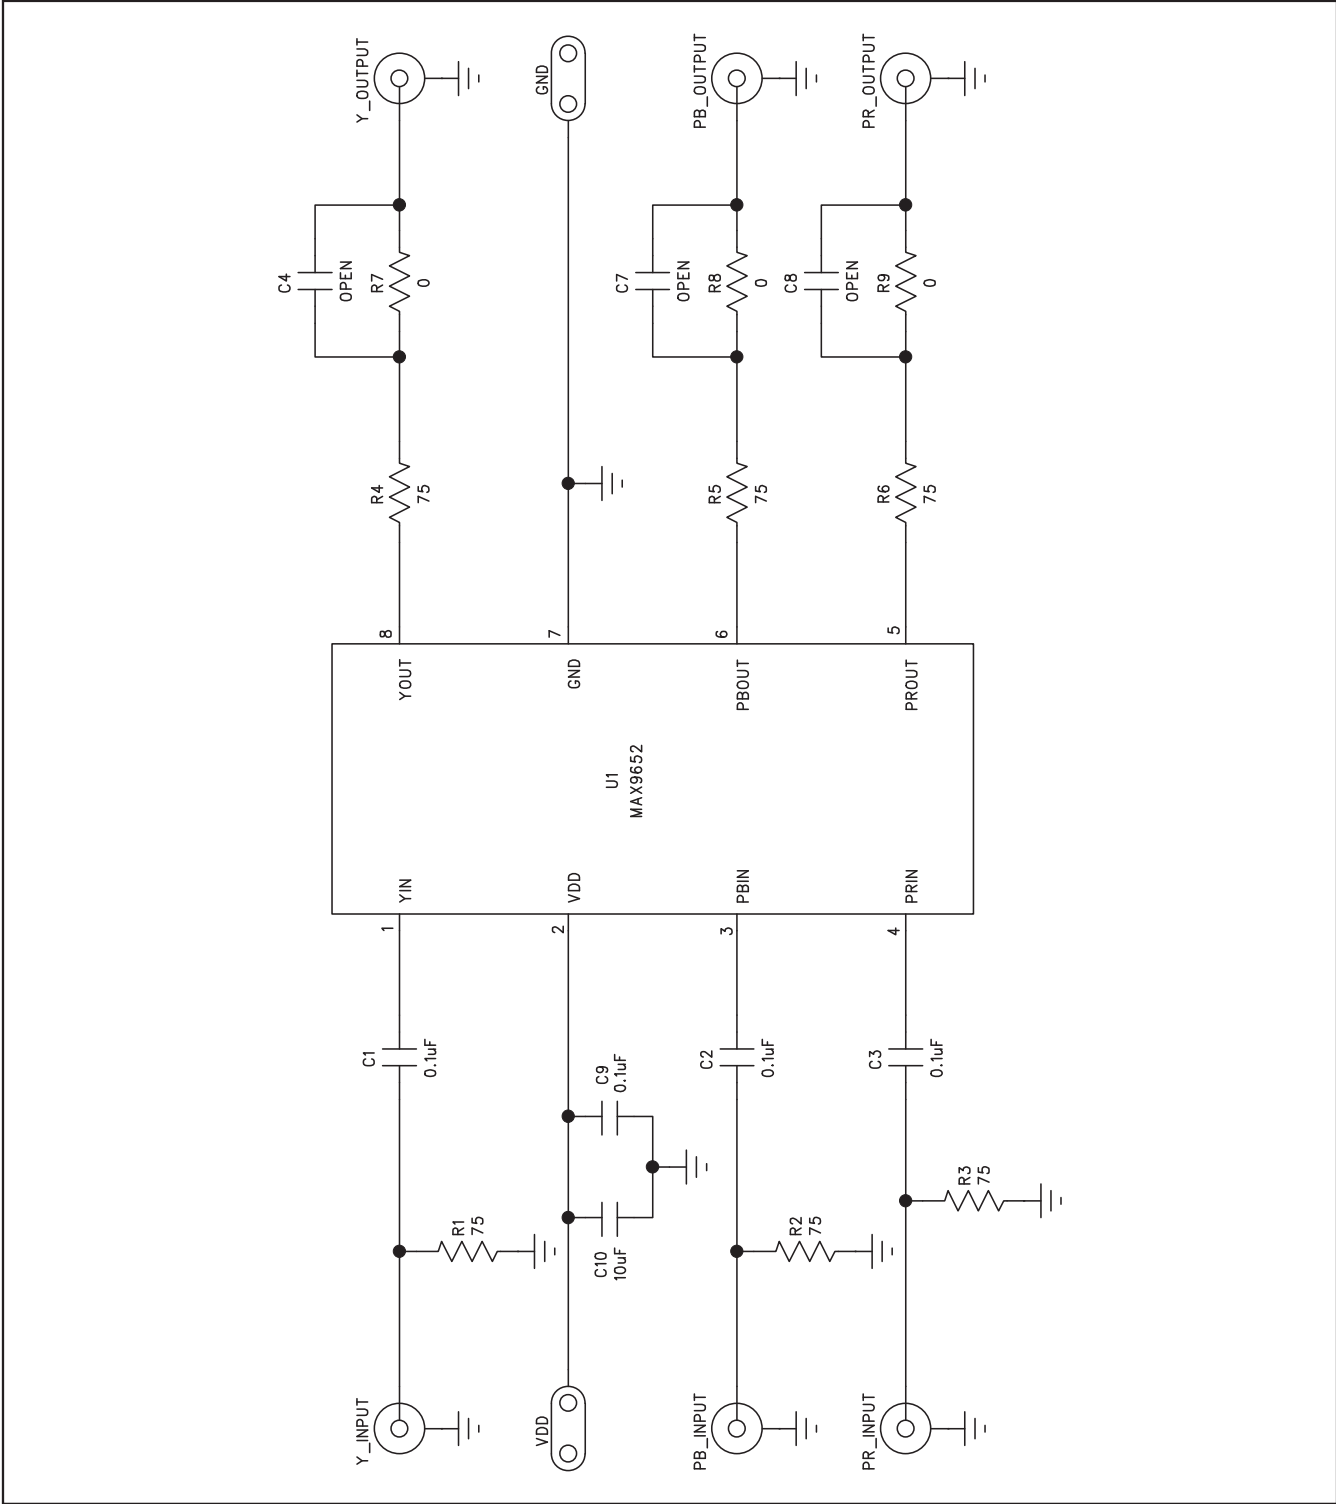 Y_OUTPUT
GND
PB_OUTPUT
PR_OUTPUT
C4
OPEN
R7
0
C7
OPEN
R8
0
C8
OPEN
R9
0
R4
75
R5
75
R6
75
8
7
6
5
YOUT
GND
PBOUT
PROUT
U1
MAX9652
YIN
VDD
PBIN
PRIN
1
2
3
4
C1
0.1uF
C9
0.1uF
C2
0.1uF
C3
0.1uF
R1
75
C10
10uF
R2
75
R3
75
Y_INPUT
VDD
PB_INPUT
PR_INPUT